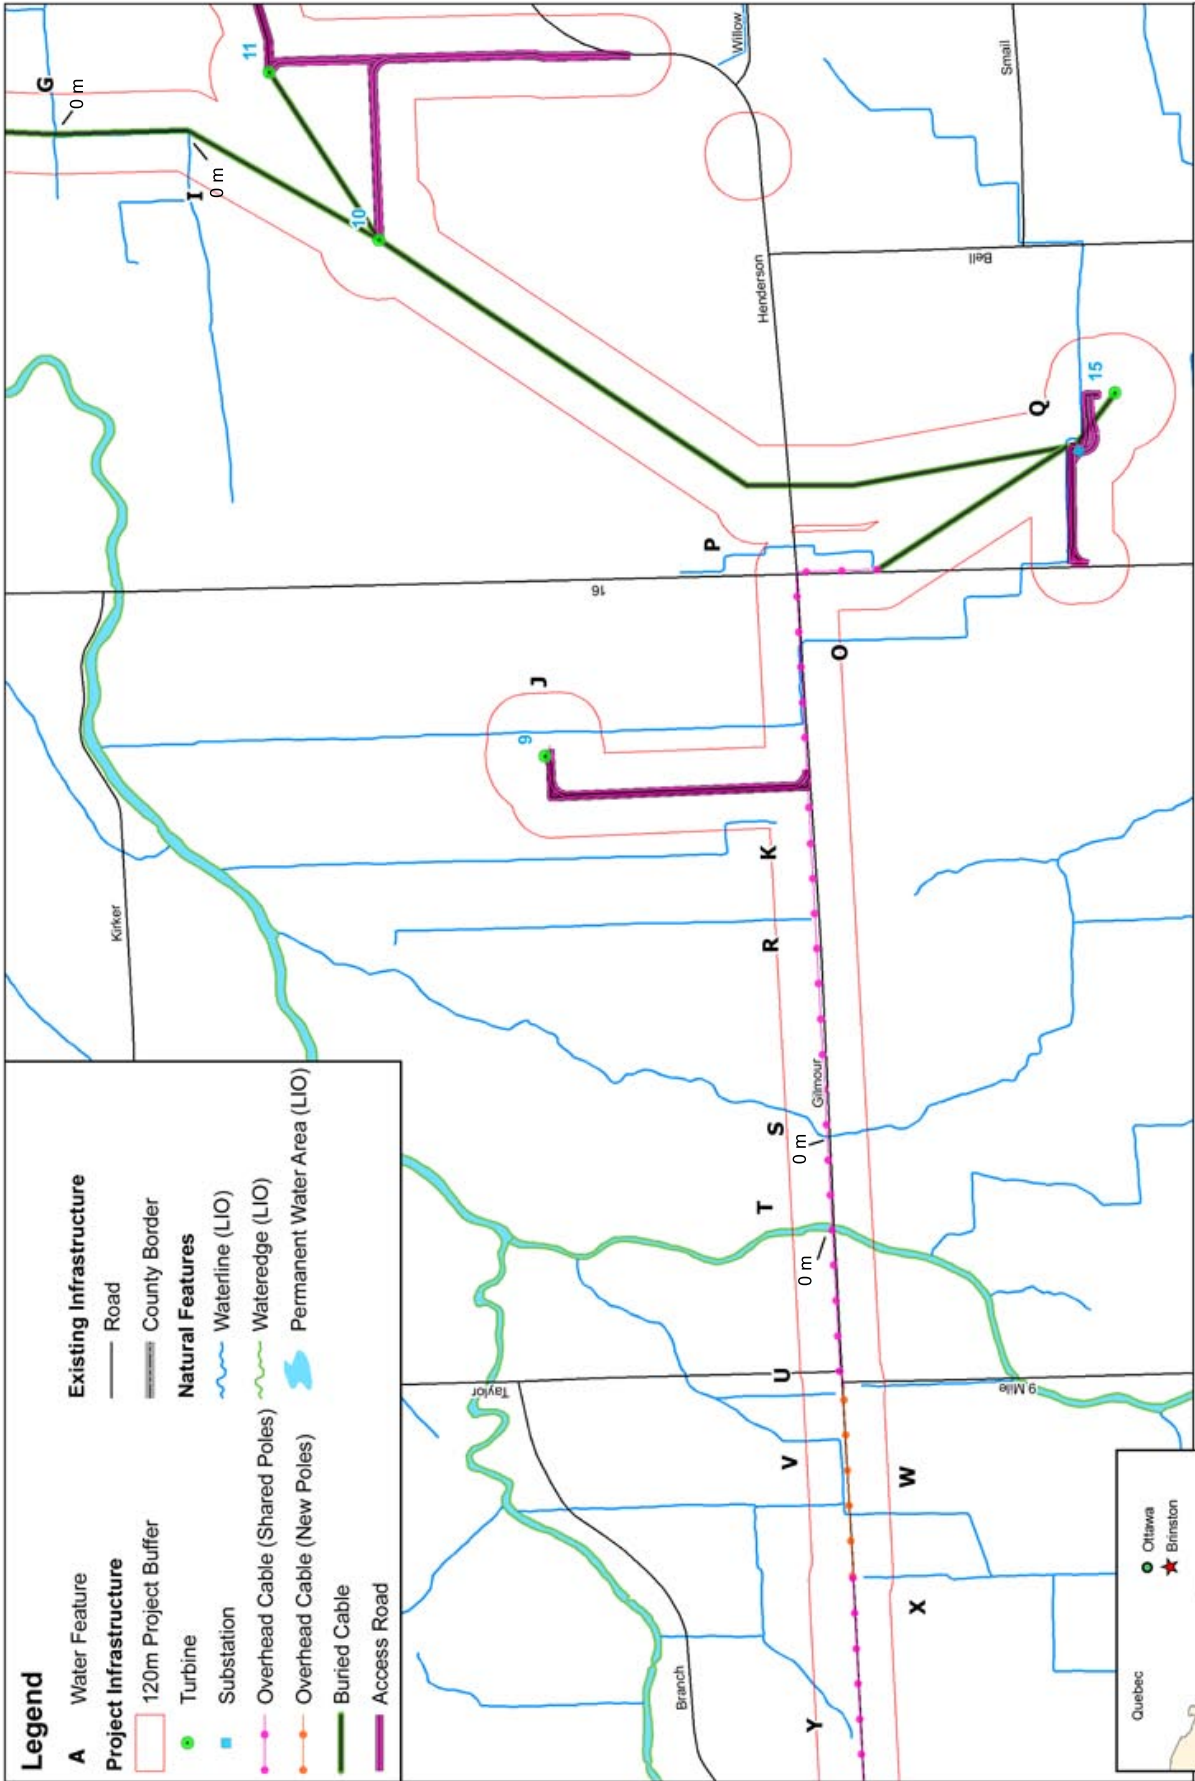 Legend
A Water Feature
Project Infrastructure
120m Project Buffer
Turbine
Substation
Overhead Cable (Shared Poles)
Overhead Cable (New Poles)
Buried Cable
Access Road
Existing Infrastructure
Road
County Border
Natural Features
Waterline (LIO)
Wateredge (LIO)
Permanent Water Area (LIO)
Kirker
16
G
0 m
I
0 m
11
10
9
J
P
Henderson
Willow
Smail
Bell
Q
15
O
K
R
S
0 m
Gilmour
T
0 m
U
Taylor
9 Mile
V
W
X
Y
Branch
Quebec
Ottawa
Brinston